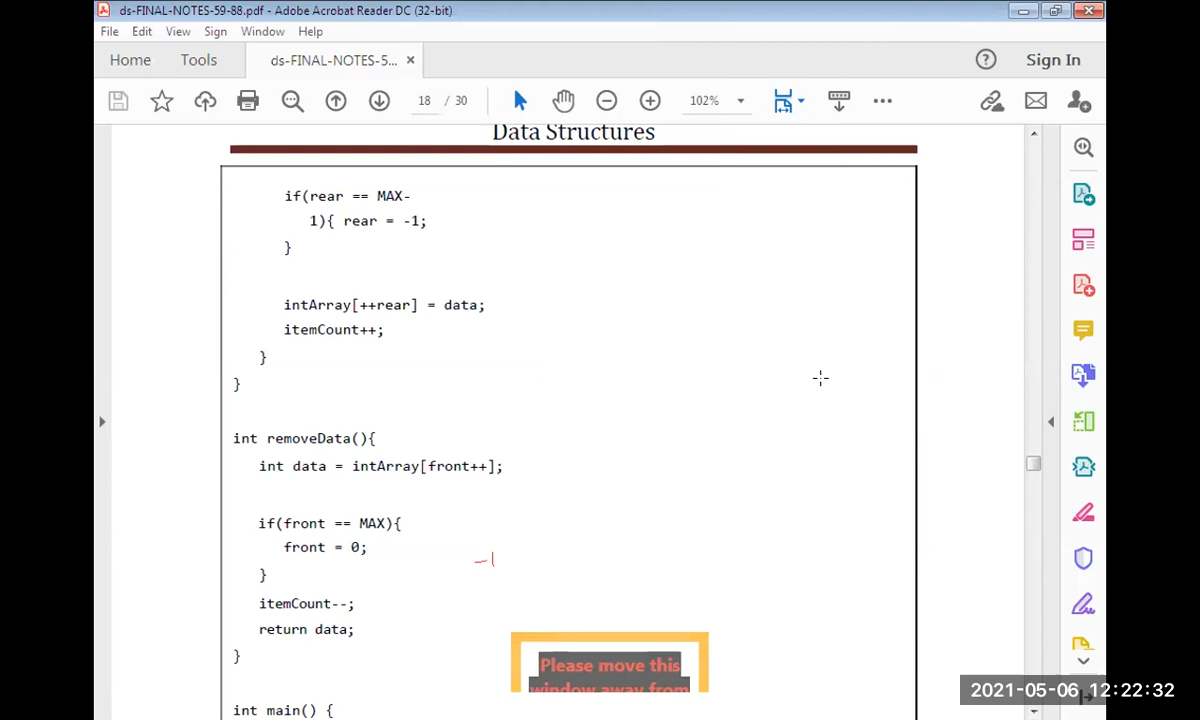 ds-FINAL-NOTES-59-88.pdf - Adobe Acrobat Reader DC (32-bit)
File Edit View Sign Window Help
Home Tools ds-FINAL-NOTES-5... × Sign In
18 / 30 102%
Data Structures
if(rear == MAX-
1){ rear = -1;
}
intArray[++rear] = data;
itemCount++;
}
}
int removeData(){
int data = intArray[front++];
if(front == MAX){
front = 0;
-1
}
itemCount--;
return data;
}
Please move this
window away from
2021-05-06 12:22:32
int main() {